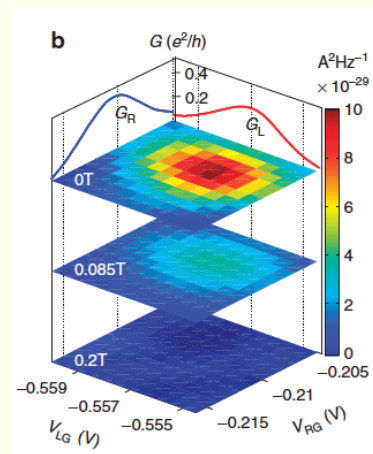 b
G (e²/h)
0.4
0.2
G_R
G_L
A²Hz⁻¹
× 10⁻²⁹
10
8
6
4
2
0
0T
0.085T
0.2T
−0.559
−0.557
−0.555
V_LG (V)
−0.205
−0.21
−0.215
V_RG (V)